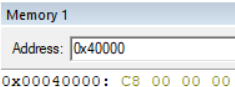 Memory 1
Address: 0x40000
0x00040000: C8 00 00 00